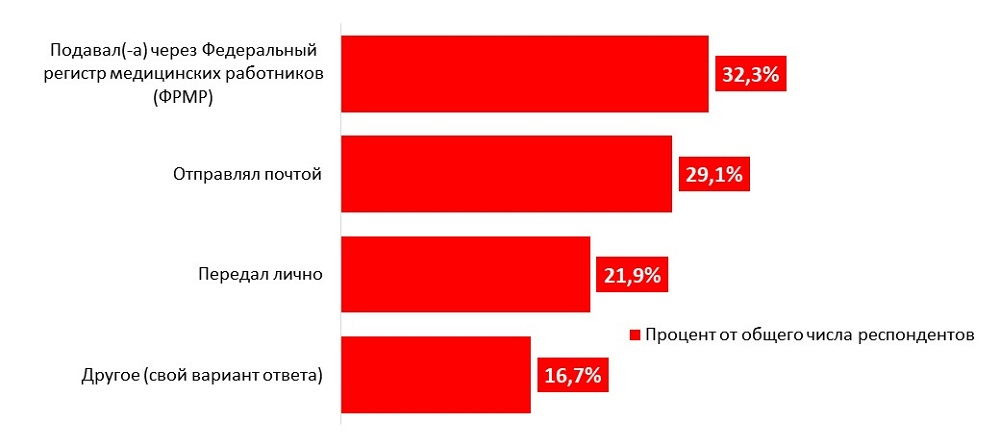 Подавал(-а) через Федеральный
регистр медицинских работников
(ФРМР)
32,3%
Отправлял почтой
29,1%
Передал лично
21,9%
Процент от общего числа респондентов
Другое (свой вариант ответа)
16,7%